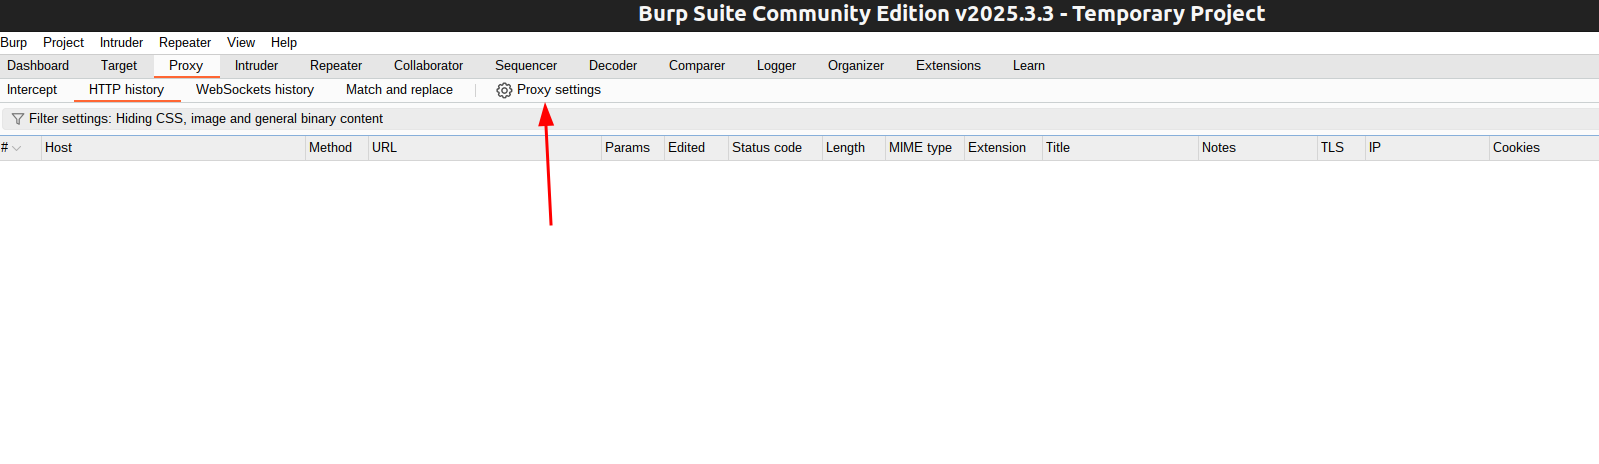 Burp Suite Community Edition v2025.3.3 - Temporary Project
Burp Project Intruder Repeater View Help
Dashboard Target Proxy Intruder Repeater Collaborator Sequencer Decoder Comparer Logger Organizer Extensions Learn
Intercept HTTP history WebSockets history Match and replace Proxy settings
Filter settings: Hiding CSS, image and general binary content
# Host Method URL Params Edited Status code Length MIME type Extension Title Notes TLS IP Cookies